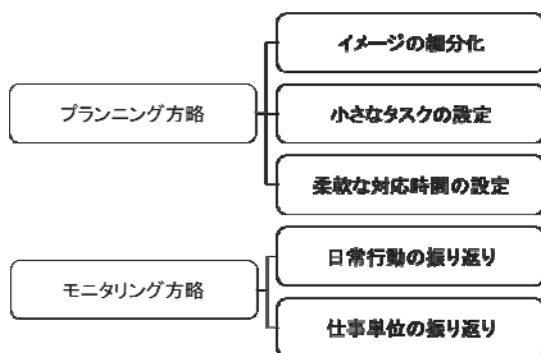 プランニング方略
イメージの細分化
小さなタスクの設定
柔軟な対応時間の設定
モニタリング方略
日常行動の振り返り
仕事単位の振り返り